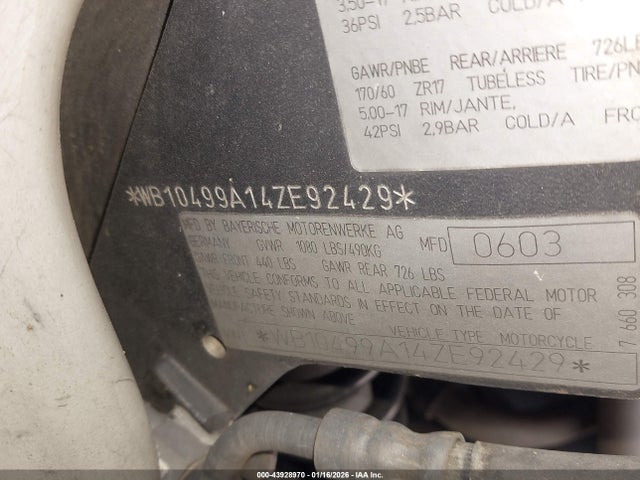 36PSI 2,5BAR COLD/A
GAWR/PNBE REAR/ARRIERE 726LB
170/60 ZR17 TUBELESS TIRE/PN
5.00-17 RIM/JANTE,
42PSI 2,9BAR COLD/A FRO
*WB10499A14ZE92429*
MFD BY BAYERISCHE MOTORENWERKE AG
GERMANY GVWR 1080 LBS/490KG MFD 0603
GAWR FRONT 440 LBS GAWR REAR 726 LBS
THIS VEHICLE CONFORMS TO ALL APPLICABLE FEDERAL MOTOR
VEHICLE SAFETY STANDARDS IN EFFECT ON THE DATE OF
MANUFACTURE SHOWN ABOVE
VEHICLE TYPE MOTORCYCLE
*WB10499A14ZE92429*
7 680 308
000-43928970 | 01/16/2026 - IAA Inc.